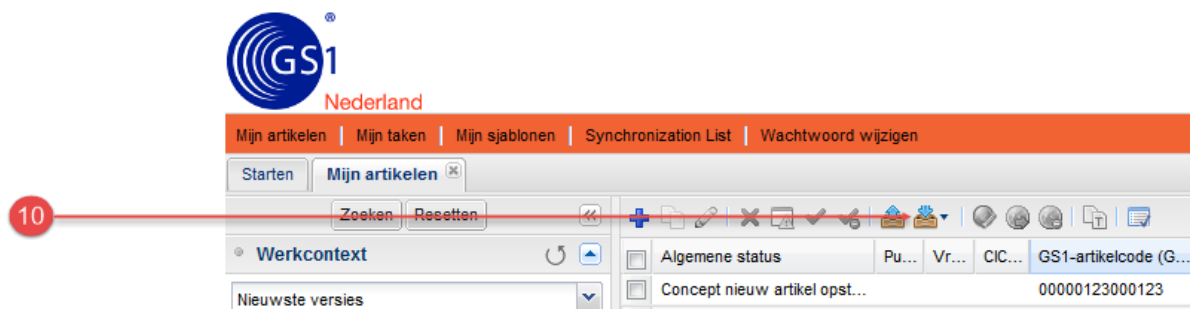 GS1
®
Nederland
Mijn artikelen | Mijn taken | Mijn sjablonen | Synchronization List | Wachtwoord wijzigen
Starten Mijn artikelen
10
Zoeken Resetten
Werkcontext
Algemene status Pu... Vr... CIC... GS1-artikelcode (G...
Nieuwste versies
Concept nieuw artikel opst... 00000123000123